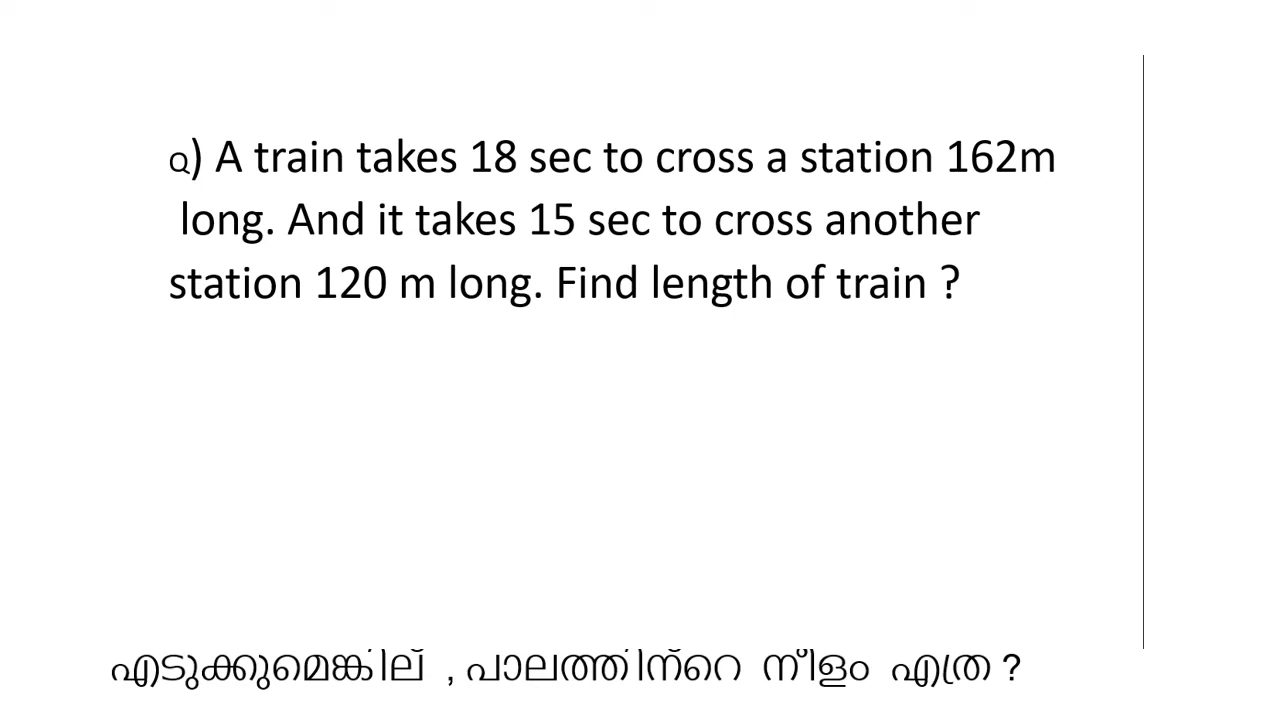 Q) A train takes 18 sec to cross a station 162m
long. And it takes 15 sec to cross another
station 120 m long. Find length of train ?
എടുക്കുമെങ്കില് , പാലത്തിന്റെ നീളം എത്ര ?